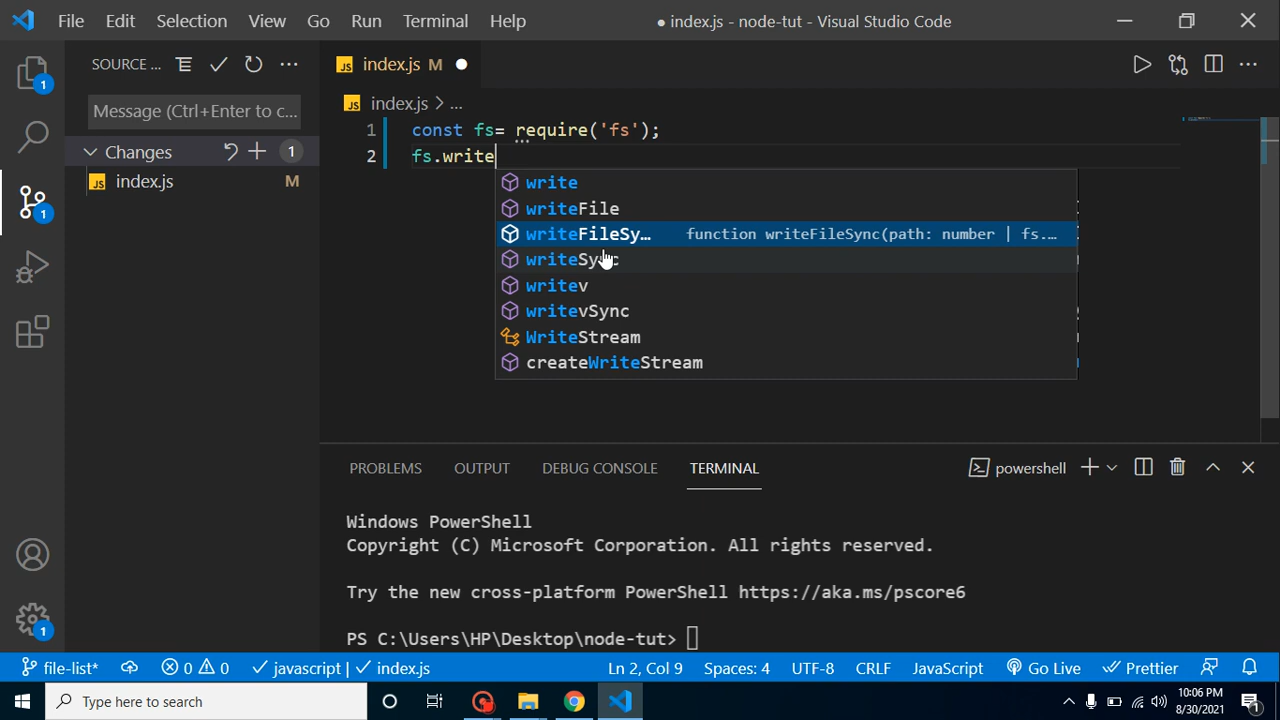 File Edit Selection View Go Run Terminal Help
● index.js - node-tut - Visual Studio Code
SOURCE ...
index.js M
1
Message (Ctrl+Enter to c...
index.js > ...
Changes 1
index.js M
1 const fs= require('fs');
2 fs.write
write
writeFile
writeFileSy... function writeFileSync(path: number | fs....
writeSync
writev
writevSync
WriteStream
createWriteStream
1
PROBLEMS OUTPUT DEBUG CONSOLE TERMINAL
powershell
Windows PowerShell
Copyright (C) Microsoft Corporation. All rights reserved.
Try the new cross-platform PowerShell https://aka.ms/pscore6
PS C:\Users\HP\Desktop\node-tut>
1
file-list* 0 0 javascript | index.js Ln 2, Col 9 Spaces: 4 UTF-8 CRLF JavaScript Go Live Prettier
Type here to search
10:06 PM
8/30/2021
1